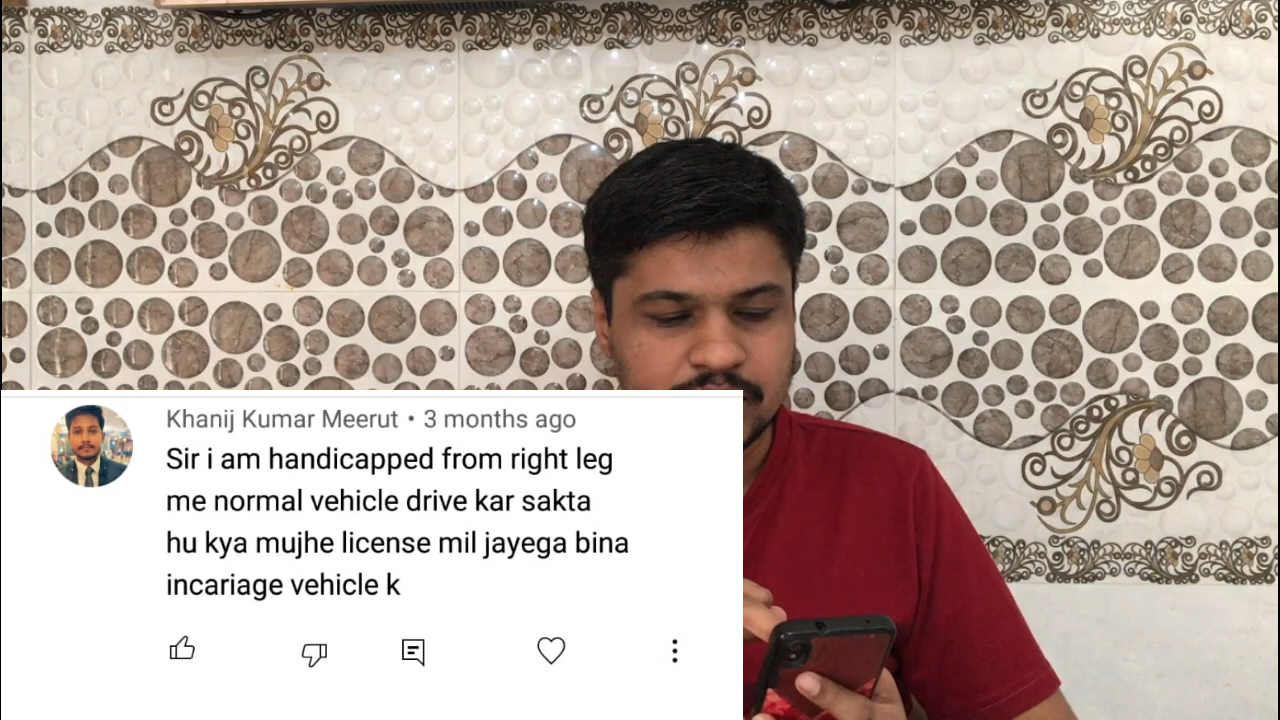 Khanij Kumar Meerut • 3 months ago
Sir i am handicapped from right leg
me normal vehicle drive kar sakta
hu kya mujhe license mil jayega bina
incariage vehicle k